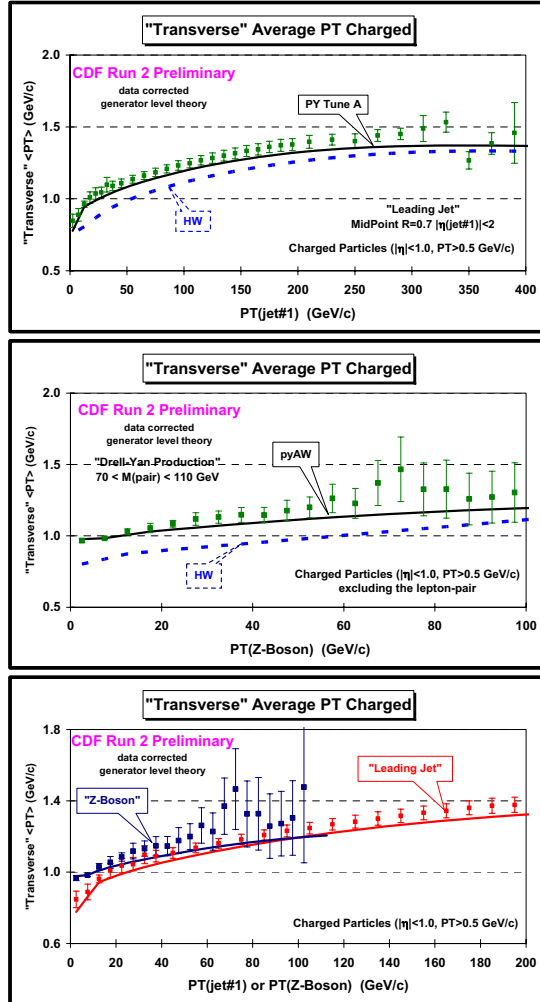 "Transverse" Average PT Charged
CDF Run 2 Preliminary
data corrected
generator level theory
PY Tune A
HW
"Leading Jet"
MidPoint R=0.7 |η(jet#1)|<2
Charged Particles (|η|<1.0, PT>0.5 GeV/c)
"Transverse" <PT> (GeV/c)
2.0
1.5
1.0
0.5
0 50 100 150 200 250 300 350 400
PT(jet#1) (GeV/c)
"Transverse" Average PT Charged
CDF Run 2 Preliminary
data corrected
generator level theory
"Drell-Yan Production"
70 < M(pair) < 110 GeV
pyAW
HW
Charged Particles (|η|<1.0, PT>0.5 GeV/c)
excluding the lepton-pair
"Transverse" <PT> (GeV/c)
2.0
1.5
1.0
0.5
0 20 40 60 80 100
PT(Z-Boson) (GeV/c)
"Transverse" Average PT Charged
CDF Run 2 Preliminary
data corrected
generator level theory
"Z-Boson"
"Leading Jet"
Charged Particles (|η|<1.0, PT>0.5 GeV/c)
"Transverse" <PT> (GeV/c)
1.8
1.4
1.0
0.6
0 20 40 60 80 100 120 140 160 180 200
PT(jet#1) or PT(Z-Boson) (GeV/c)